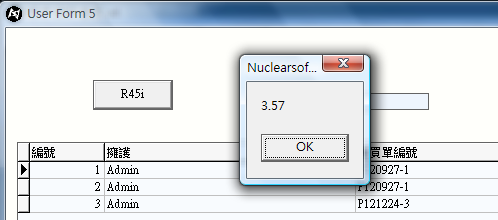 User Form 5
Nuclearsof...
R45i
3.57
OK
編號 擁護 買單編號
1 Admin 20927-1
2 Admin P120927-1
3 Admin P121224-3